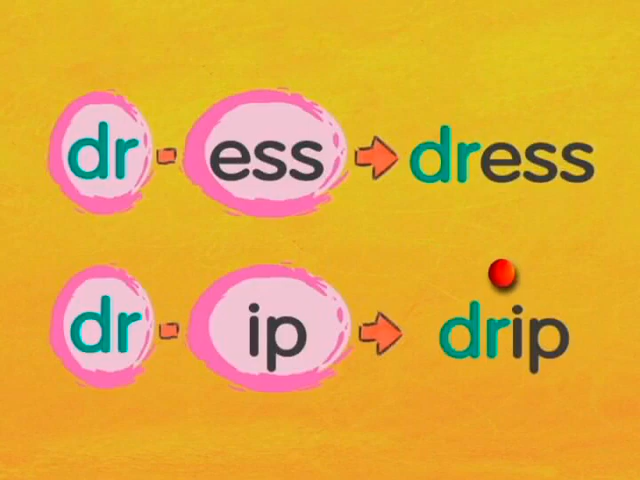 dr - ess → dress
dr - ip → drip